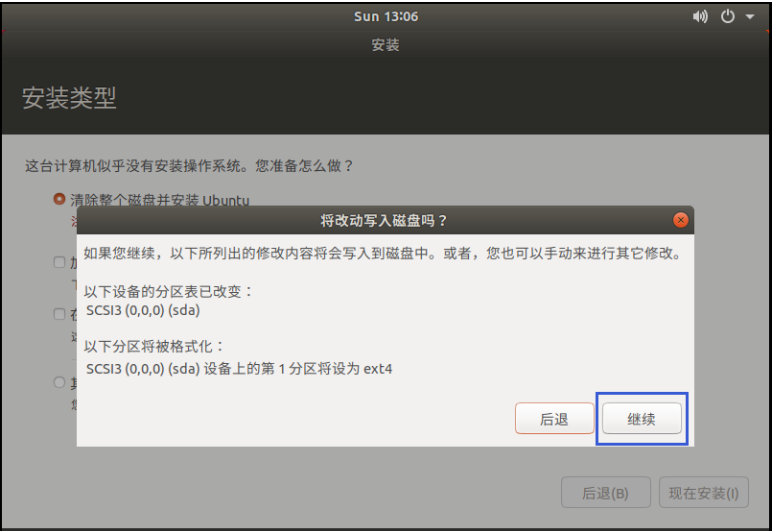 Sun 13:06
安装
安装类型
这台计算机似乎没有安装操作系统。您准备怎么做？
清除整个磁盘并安装 Ubuntu
将改动写入磁盘吗？
如果您继续，以下所列出的修改内容将会写入到磁盘中。或者，您也可以手动来进行其它修改。
以下设备的分区表已改变：
SCSI3 (0,0,0) (sda)
以下分区将被格式化：
SCSI3 (0,0,0) (sda) 设备上的第 1 分区将设为 ext4
后退
继续
后退(B)
现在安装(I)